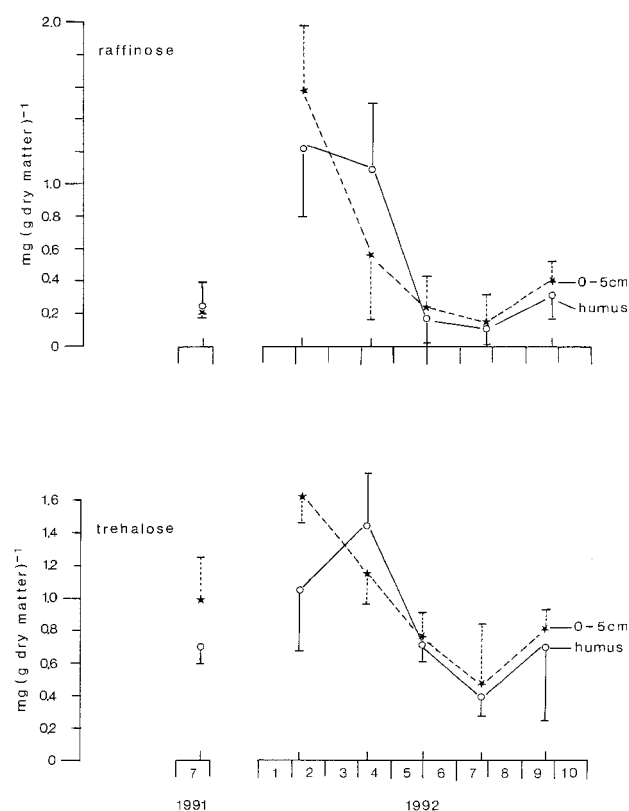 2.0
raffinose
1.0
0.8
0,6
0.4
0,2
0
mg (g dry matter)⁻¹
0-5cm
humus
1,6
trehalose
1,4
1.2
1.0
0,8
0.6
0.4
0,2
0
mg (g dry matter)⁻¹
0-5cm
humus
7 1 2 3 4 5 6 7 8 9 10
1991 1992